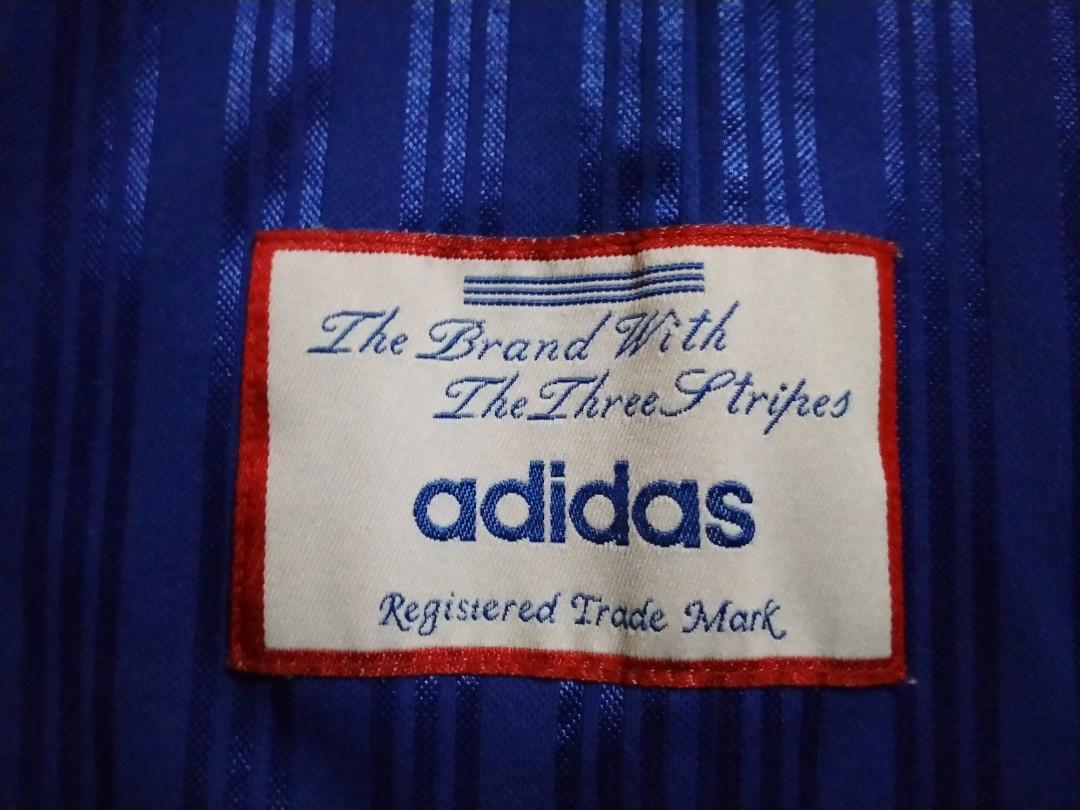 The Brand With
The Three Stripes
adidas
Registered Trade Mark